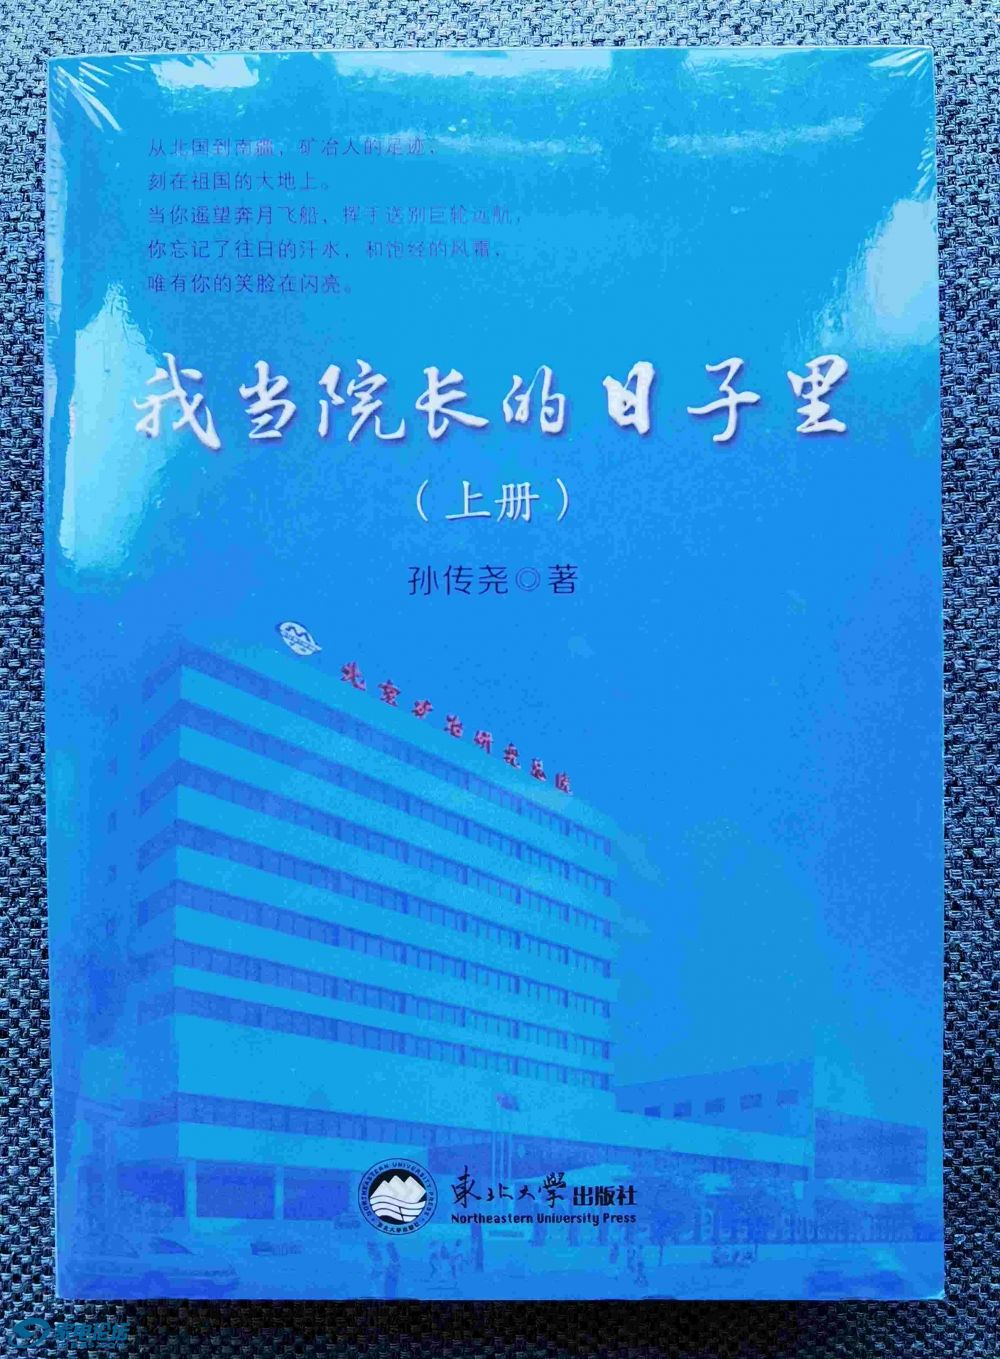 从北国到南疆，矿冶人的足迹，
刻在祖国的大地上。
当你遥望奔月飞船，挥手送别巨轮远航，
你忘记了往日的汗水，和饱经的风霜，
唯有你的笑脸在闪亮。
我当院长的日子里
（上册）
孙传尧◎著
北京矿冶研究总院
東北大學出版社
Northeastern University Press